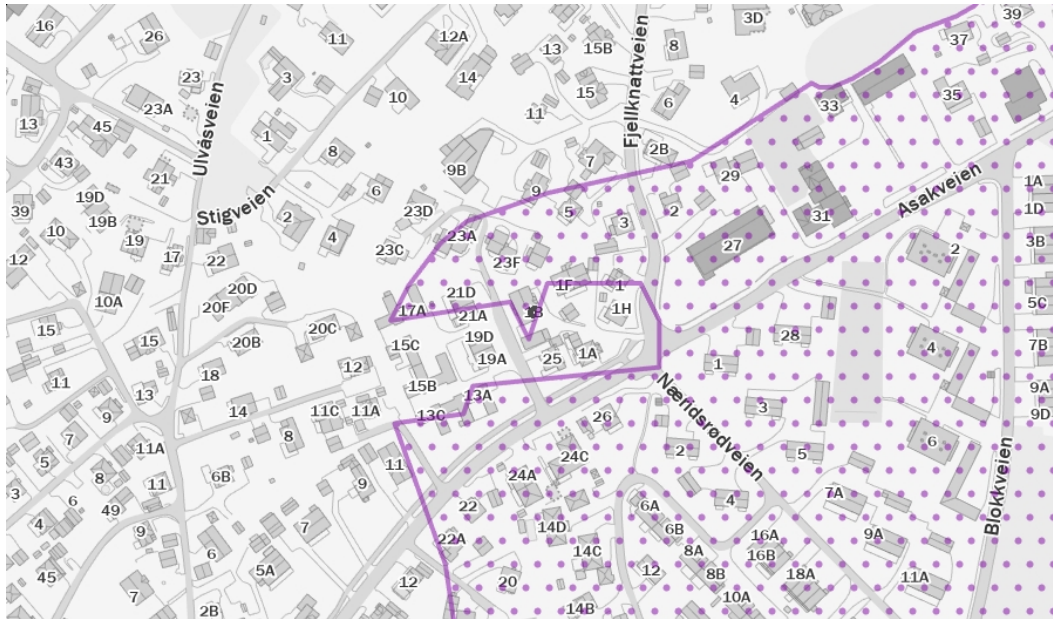 16
26
11
12A
13
15B
8
3D
39
37
23
3
14
15
6
4
33
35
23A
10
11
13
45
1
Ulvåsveien
Fjellknattveien
2B
43
21
8
9B
7
29
Asakveien
1A
39
19D
19B
Stigveien
6
9
2
1D
10
19
2
23D
5
3
31
4
23A
27
2
3B
12
17
22
23C
23F
10A
20D
20F
21D
1F
1
5C
17A
21A
1B
1H
15
20B
20C
15C
19D
28
4
7B
15
19A
25
1A
1
11
18
12
15B
9A
13
13A
Næridsrødveien
9
14
11C
11A
13C
26
3
9D
7
8
2
6
5
11A
11
24C
5
8
6B
9
24A
4
7A
Blokkveien
3
6
11
49
22
6A
4
9
7
14D
6B
16A
9A
6
22A
14C
8A
16B
45
5A
12
20
12
8B
18A
11A
7
2B
14B
10A